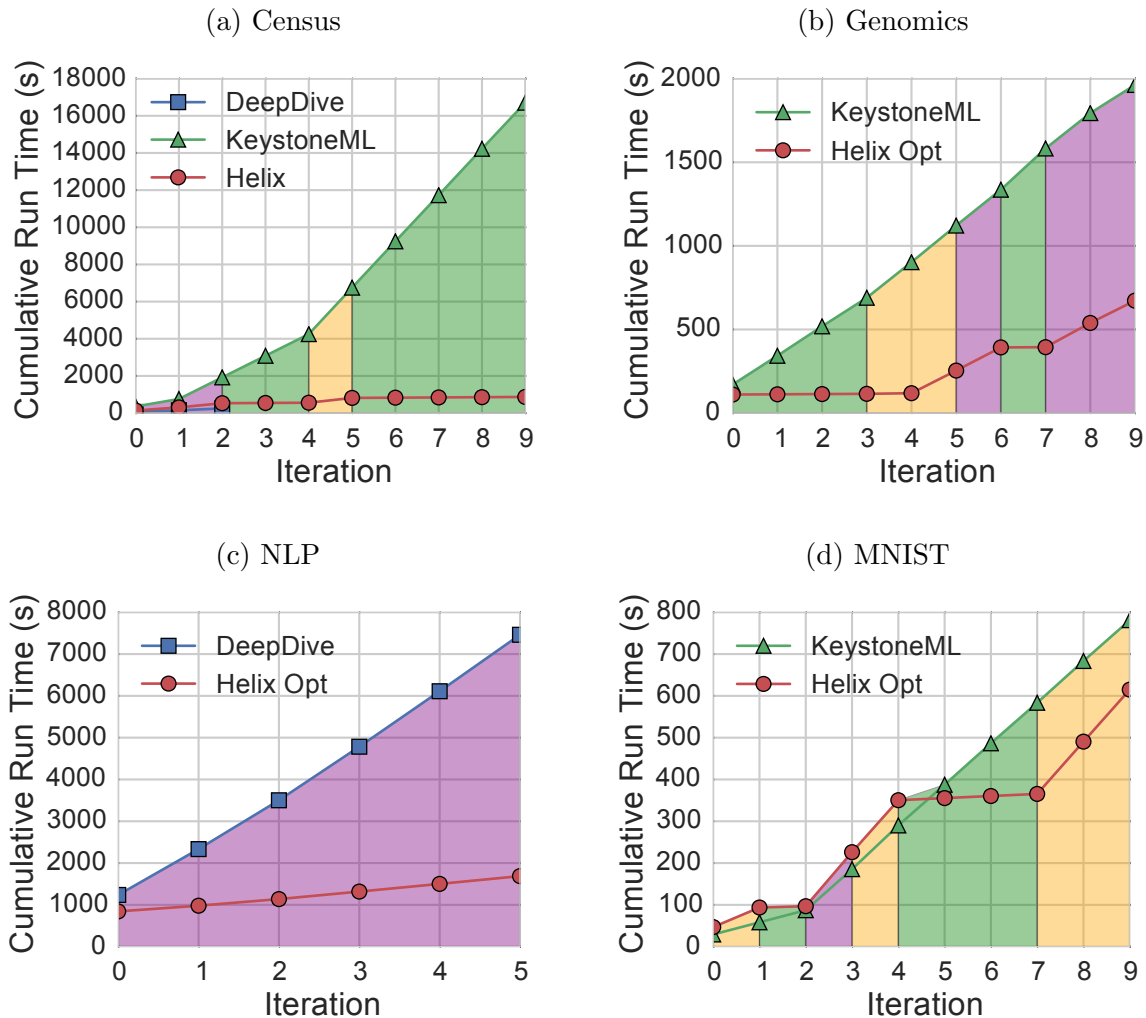 (a) Census
18000
16000
14000
12000
10000
8000
6000
4000
2000
0
Cumulative Run Time (s)
DeepDive
KeystoneML
Helix
0 1 2 3 4 5 6 7 8 9
Iteration
(b) Genomics
2000
1500
1000
500
0
Cumulative Run Time (s)
KeystoneML
Helix Opt
0 1 2 3 4 5 6 7 8 9
Iteration
(c) NLP
8000
7000
6000
5000
4000
3000
2000
1000
0
Cumulative Run Time (s)
DeepDive
Helix Opt
0 1 2 3 4 5
Iteration
(d) MNIST
800
700
600
500
400
300
200
100
0
Cumulative Run Time (s)
KeystoneML
Helix Opt
0 1 2 3 4 5 6 7 8 9
Iteration